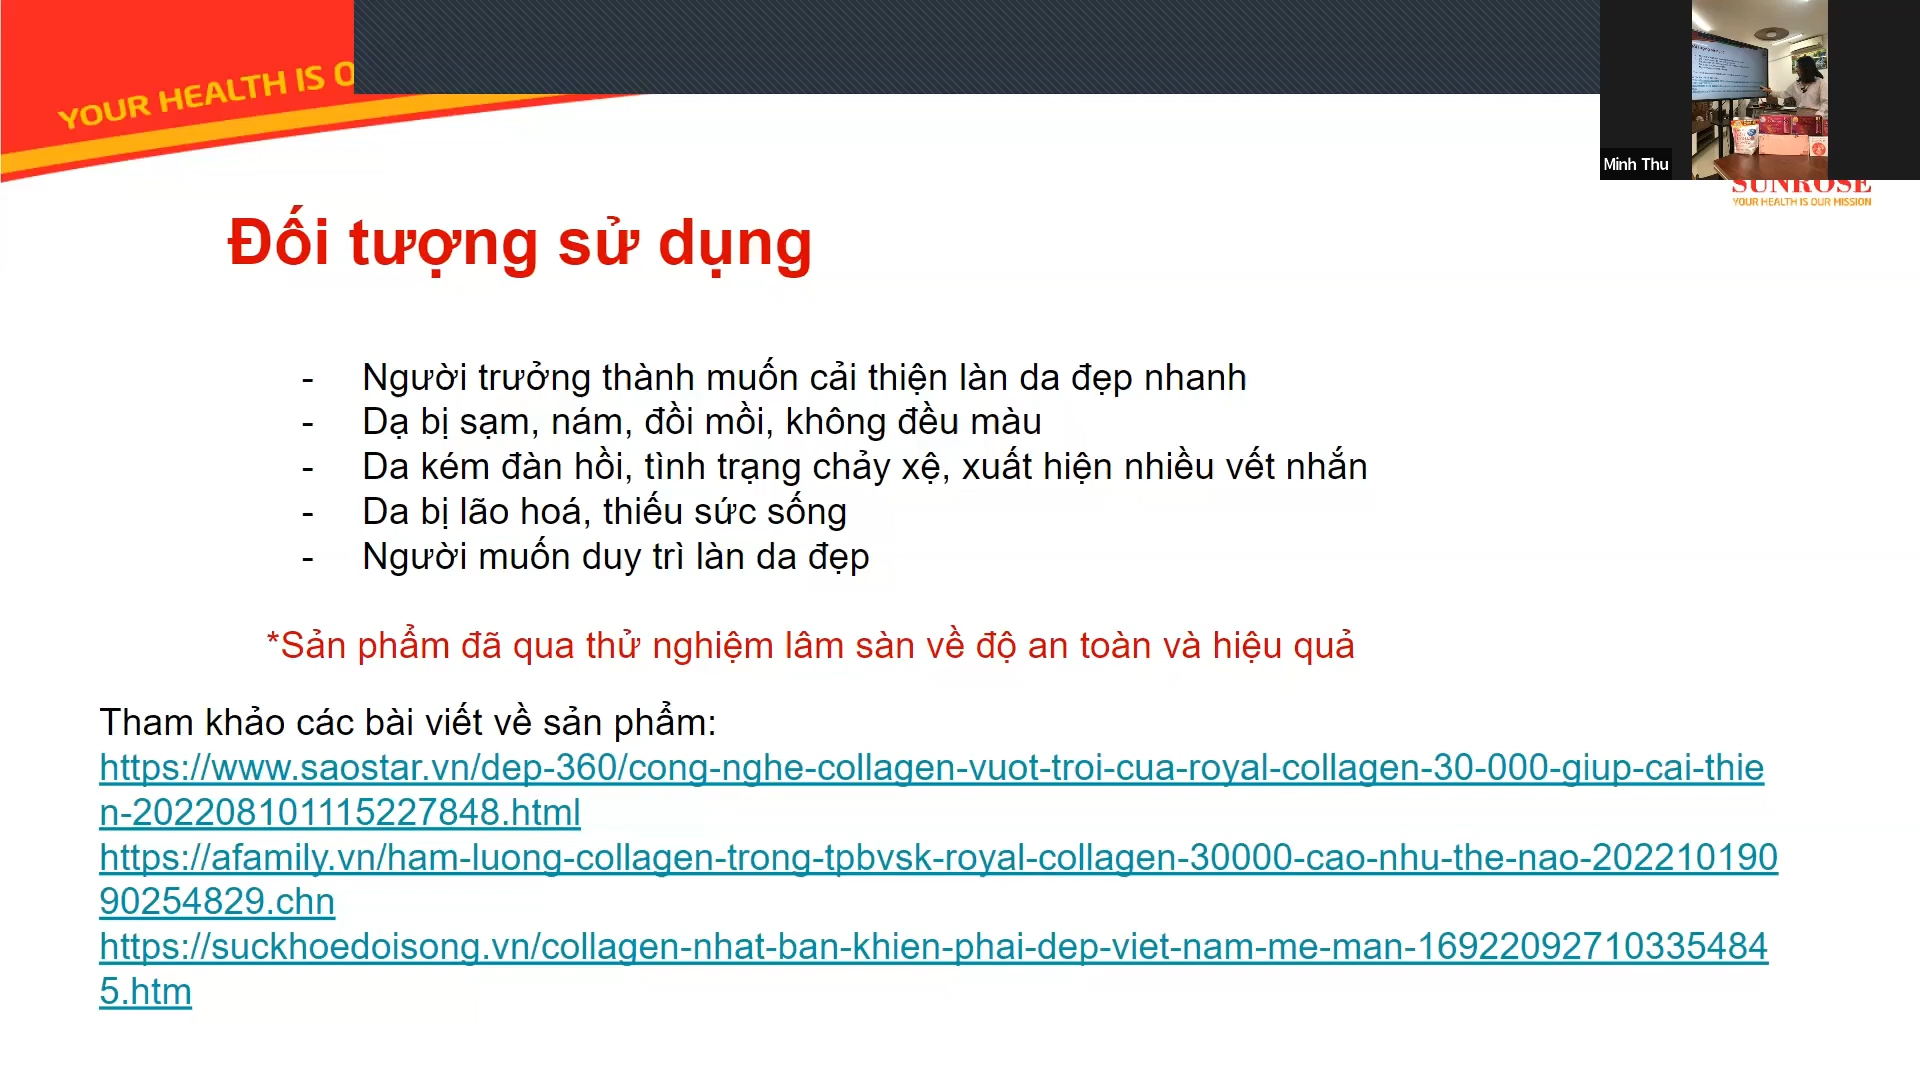 YOUR HEALTH IS O
Minh Thu
SUNROSE
YOUR HEALTH IS OUR MISSION
Đối tượng sử dụng
- Người trưởng thành muốn cải thiện làn da đẹp nhanh
- Dạ bị sạm, nám, đồi mồi, không đều màu
- Da kém đàn hồi, tình trạng chảy xệ, xuất hiện nhiều vết nhắn
- Da bị lão hoá, thiếu sức sống
- Người muốn duy trì làn da đẹp
*Sản phẩm đã qua thử nghiệm lâm sàn về độ an toàn và hiệu quả
Tham khảo các bài viết về sản phẩm:
https://www.saostar.vn/dep-360/cong-nghe-collagen-vuot-troi-cua-royal-collagen-30-000-giup-cai-thie
n-202208101115227848.html
https://afamily.vn/ham-luong-collagen-trong-tpbvsk-royal-collagen-30000-cao-nhu-the-nao-202210190
90254829.chn
https://suckhoedoisong.vn/collagen-nhat-ban-khien-phai-dep-viet-nam-me-man-16922092710335484
5.htm